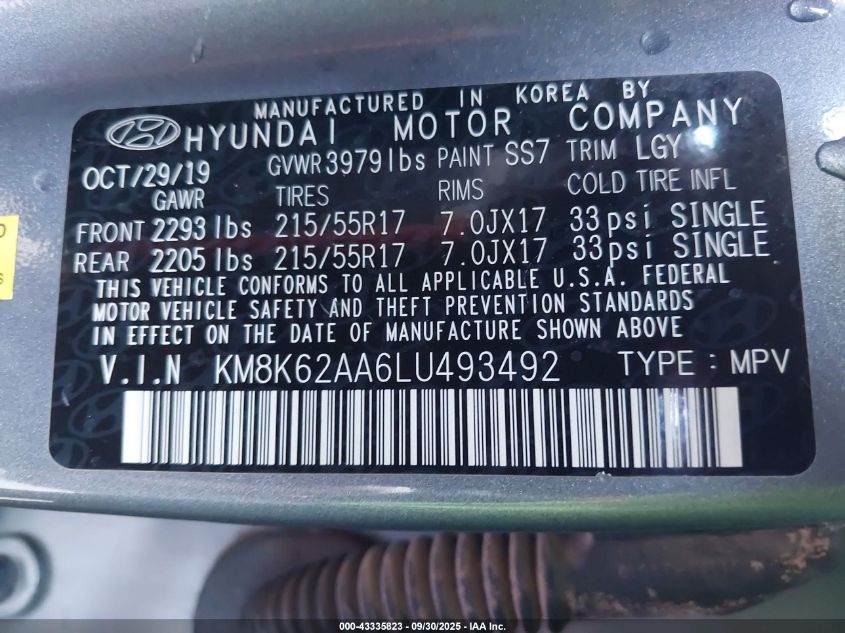 MANUFACTURED IN KOREA BY
HYUNDAI MOTOR COMPANY
OCT/29/19 GVWR 3979lbs PAINT SS7 TRIM LGY
GAWR TIRES RIMS COLD TIRE INFL
FRONT 2293 lbs 215/55R17 7.0JX17 33psi SINGLE
REAR 2205 lbs 215/55R17 7.0JX17 33psi SINGLE
THIS VEHICLE CONFORMS TO ALL APPLICABLE U.S.A. FEDERAL
MOTOR VEHICLE SAFETY AND THEFT PREVENTION STANDARDS
IN EFFECT ON THE DATE OF MANUFACTURE SHOWN ABOVE
V.I.N KM8K62AA6LU493492 TYPE : MPV
000-43335823 - 09/30/2025 - IAA Inc.